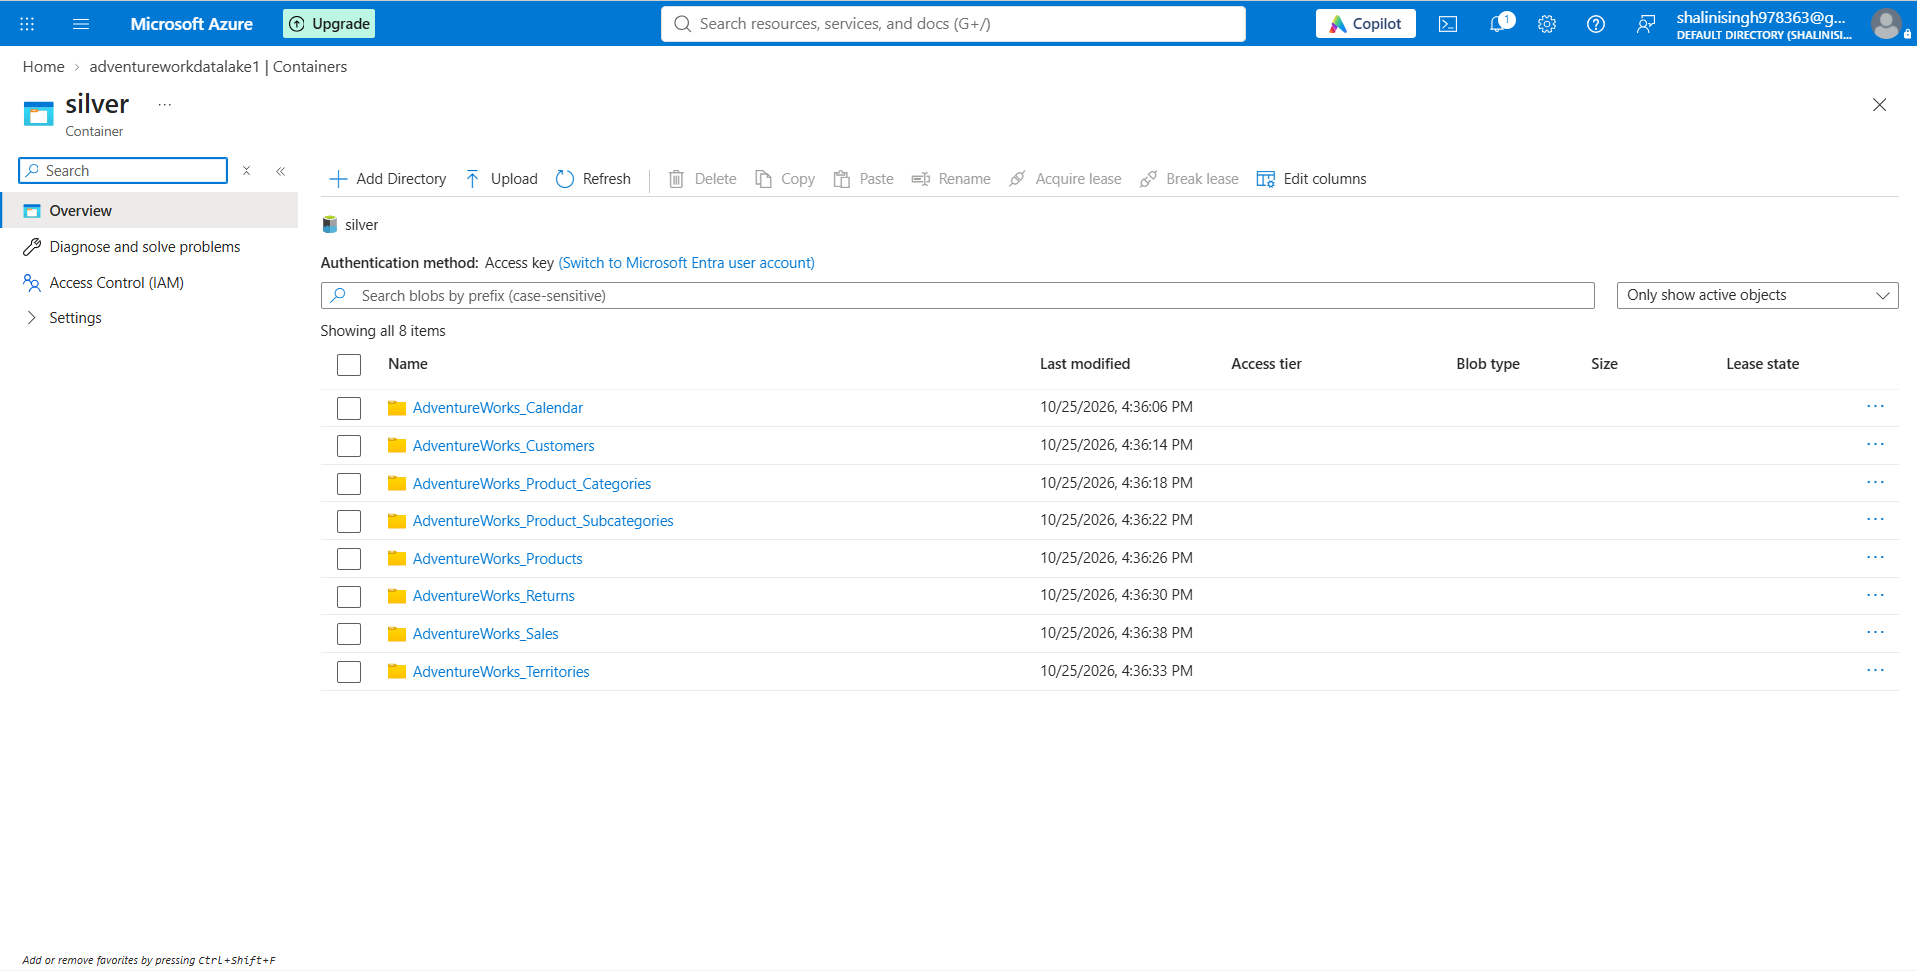 Microsoft Azure
Upgrade
Search resources, services, and docs (G+/)
Copilot
1
shalinisingh978363@g...
DEFAULT DIRECTORY (SHALINISI...
Home > adventureworkdatalake1 | Containers
silver ...
Container
Search
Overview
Diagnose and solve problems
Access Control (IAM)
Settings
Add Directory Upload Refresh Delete Copy Paste Rename Acquire lease Break lease Edit columns
silver
Authentication method: Access key (Switch to Microsoft Entra user account)
Search blobs by prefix (case-sensitive)
Only show active objects
Showing all 8 items
Name Last modified Access tier Blob type Size Lease state
AdventureWorks_Calendar 10/25/2026, 4:36:06 PM ...
AdventureWorks_Customers 10/25/2026, 4:36:14 PM ...
AdventureWorks_Product_Categories 10/25/2026, 4:36:18 PM ...
AdventureWorks_Product_Subcategories 10/25/2026, 4:36:22 PM ...
AdventureWorks_Products 10/25/2026, 4:36:26 PM ...
AdventureWorks_Returns 10/25/2026, 4:36:30 PM ...
AdventureWorks_Sales 10/25/2026, 4:36:38 PM ...
AdventureWorks_Territories 10/25/2026, 4:36:33 PM ...
Add or remove favorites by pressing Ctrl+Shift+F